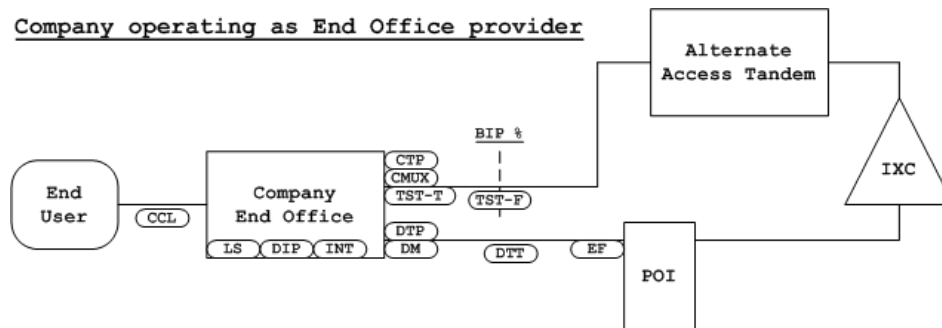 Company operating as End Office provider
Alternate
Access Tandem
BIP %
CTP
CMUX
TST-T
TST-F
IXC
End
User
CCL
Company
End Office
LS
DIP
INT
DTP
DM
DTT
EF
POI